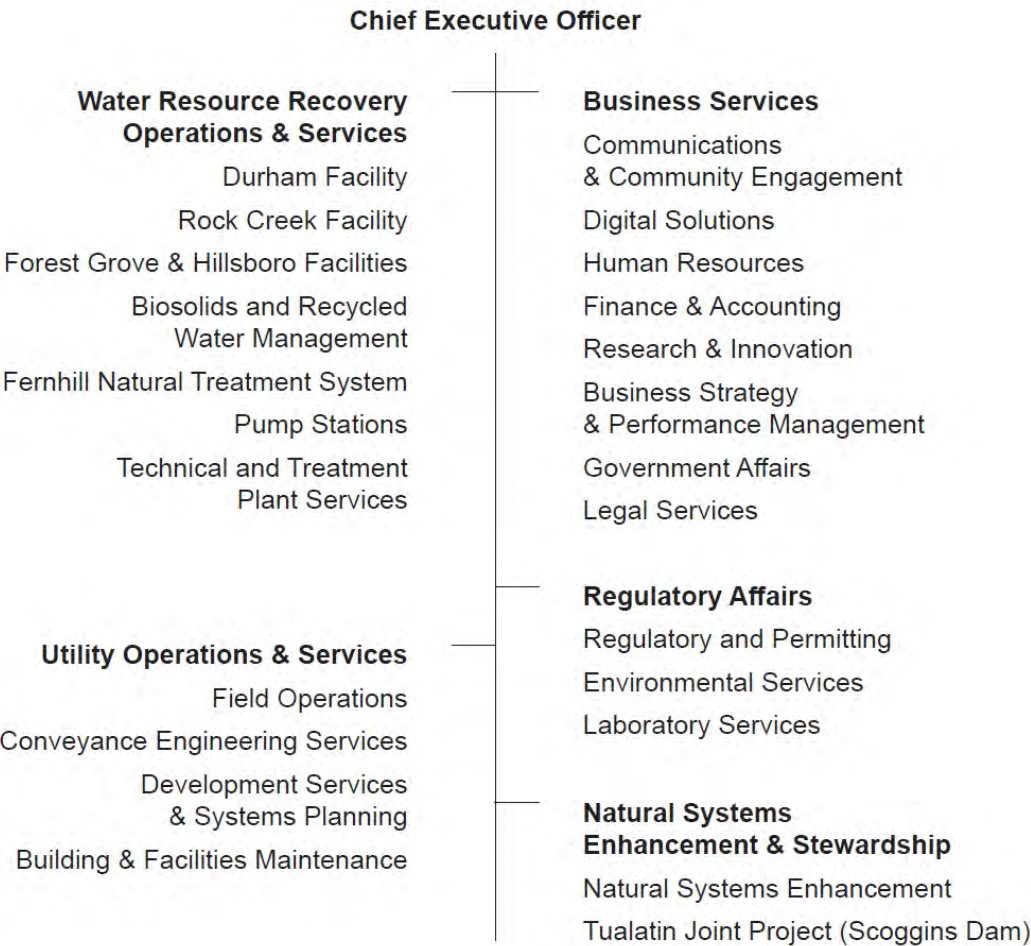 Chief Executive Officer
Water Resource Recovery
Operations & Services
Durham Facility
Rock Creek Facility
Forest Grove & Hillsboro Facilities
Biosolids and Recycled
Water Management
Fernhill Natural Treatment System
Pump Stations
Technical and Treatment
Plant Services
Utility Operations & Services
Field Operations
Conveyance Engineering Services
Development Services
& Systems Planning
Building & Facilities Maintenance
Business Services
Communications
& Community Engagement
Digital Solutions
Human Resources
Finance & Accounting
Research & Innovation
Business Strategy
& Performance Management
Government Affairs
Legal Services
Regulatory Affairs
Regulatory and Permitting
Environmental Services
Laboratory Services
Natural Systems
Enhancement & Stewardship
Natural Systems Enhancement
Tualatin Joint Project (Scoggins Dam)